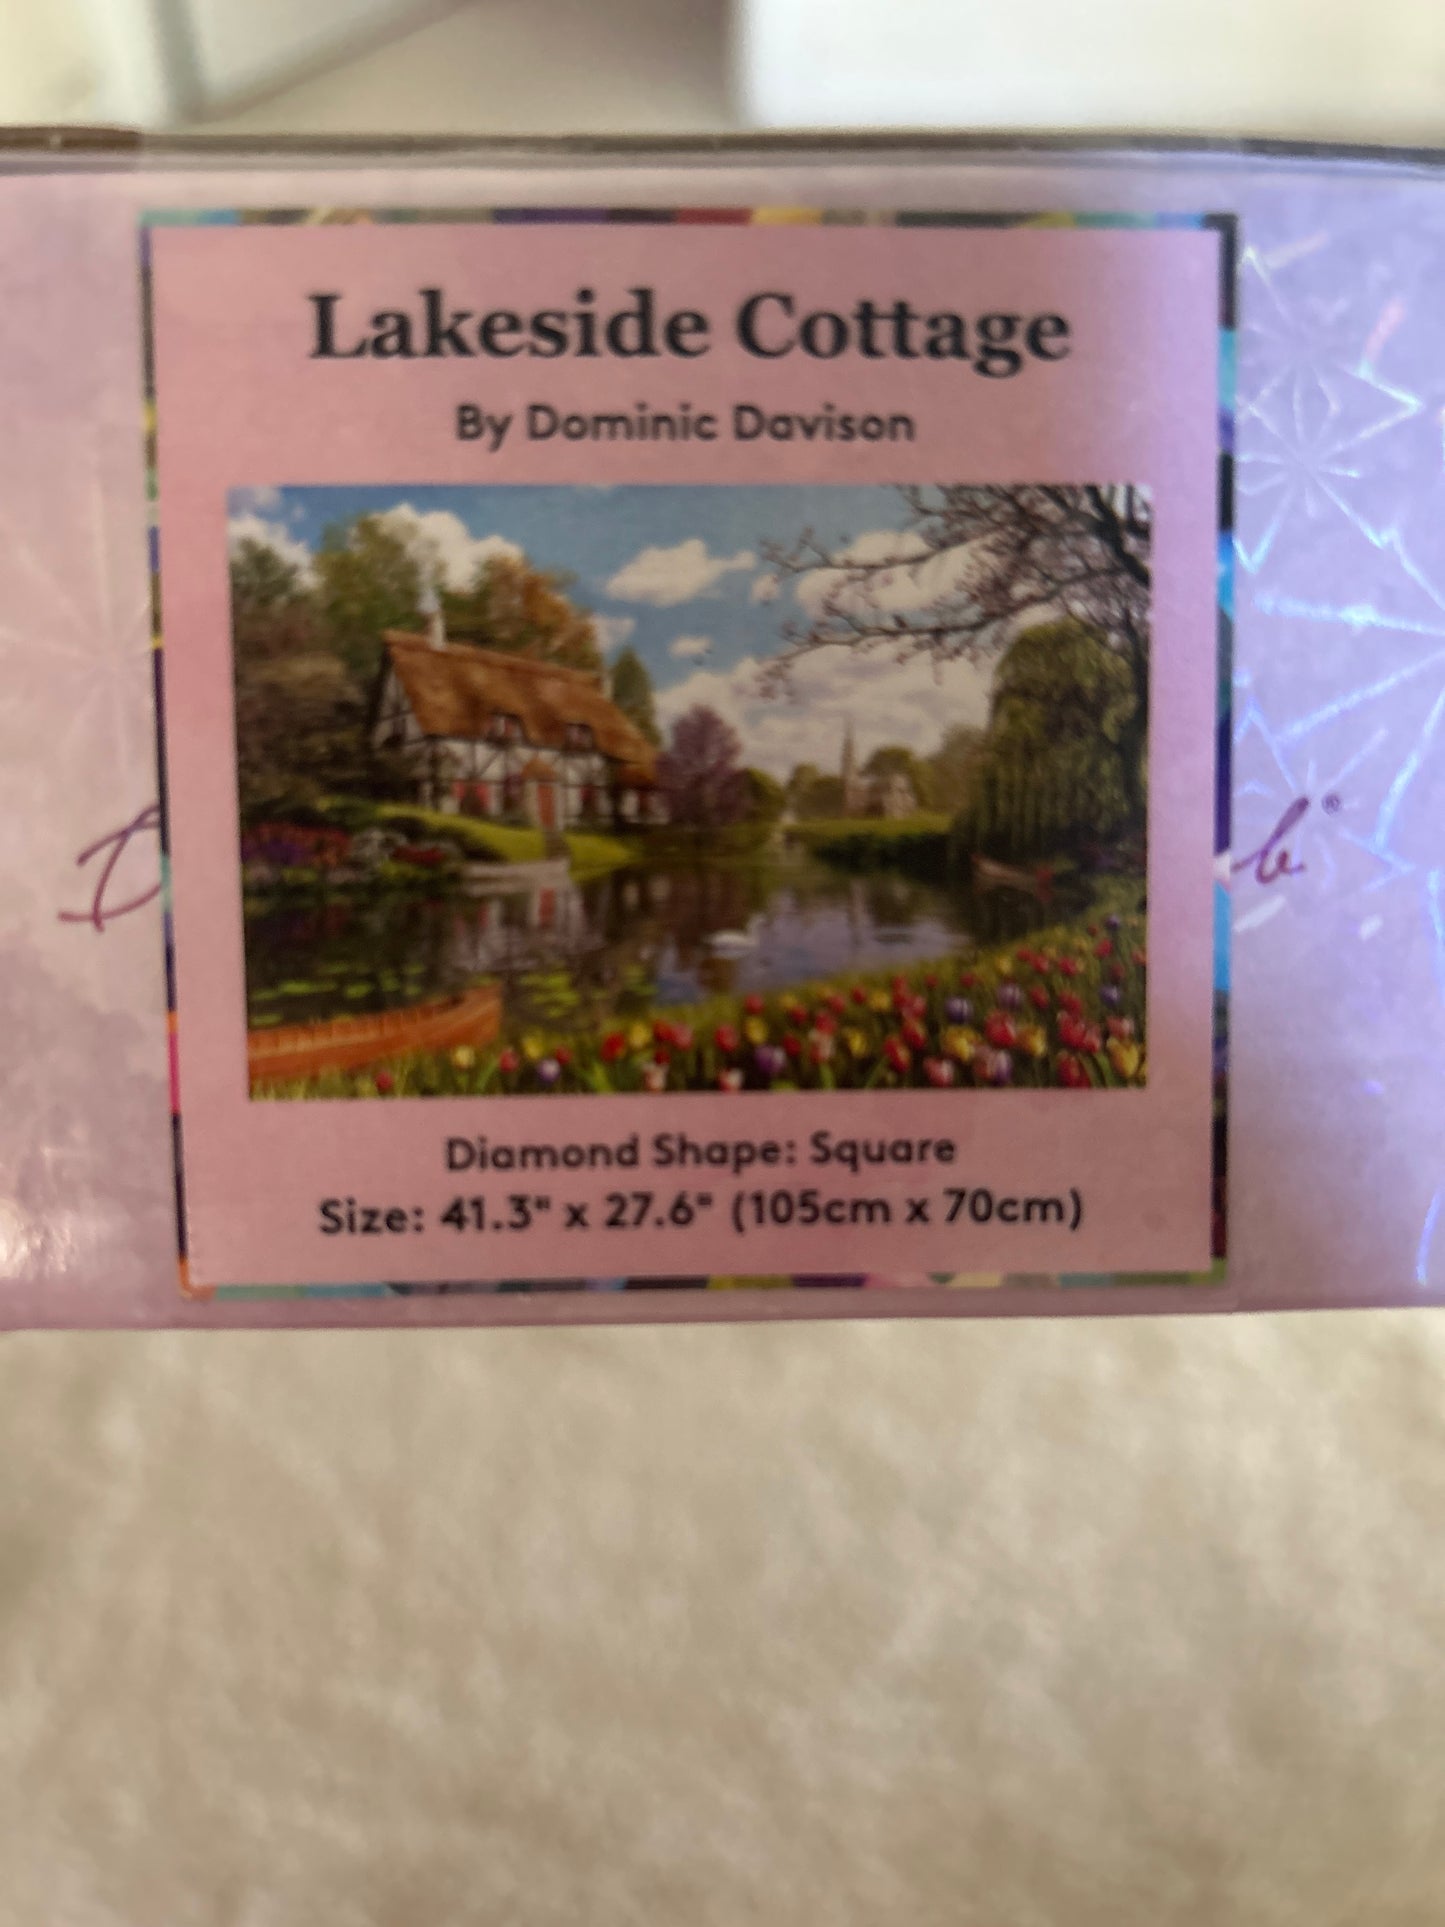 Lakeside Cottage
By Dominic Davison
Diamond Shape: Square
Size: 41.3" x 27.6" (105cm x 70cm)